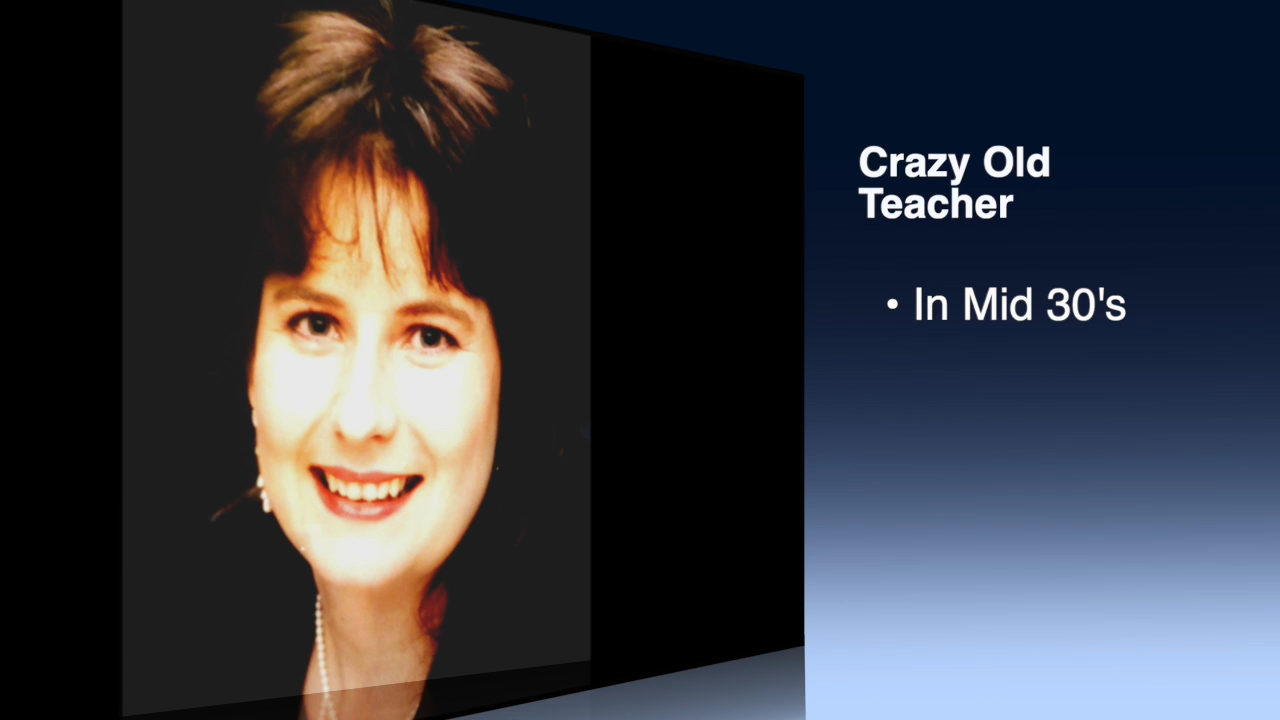 Crazy Old
Teacher
• In Mid 30's